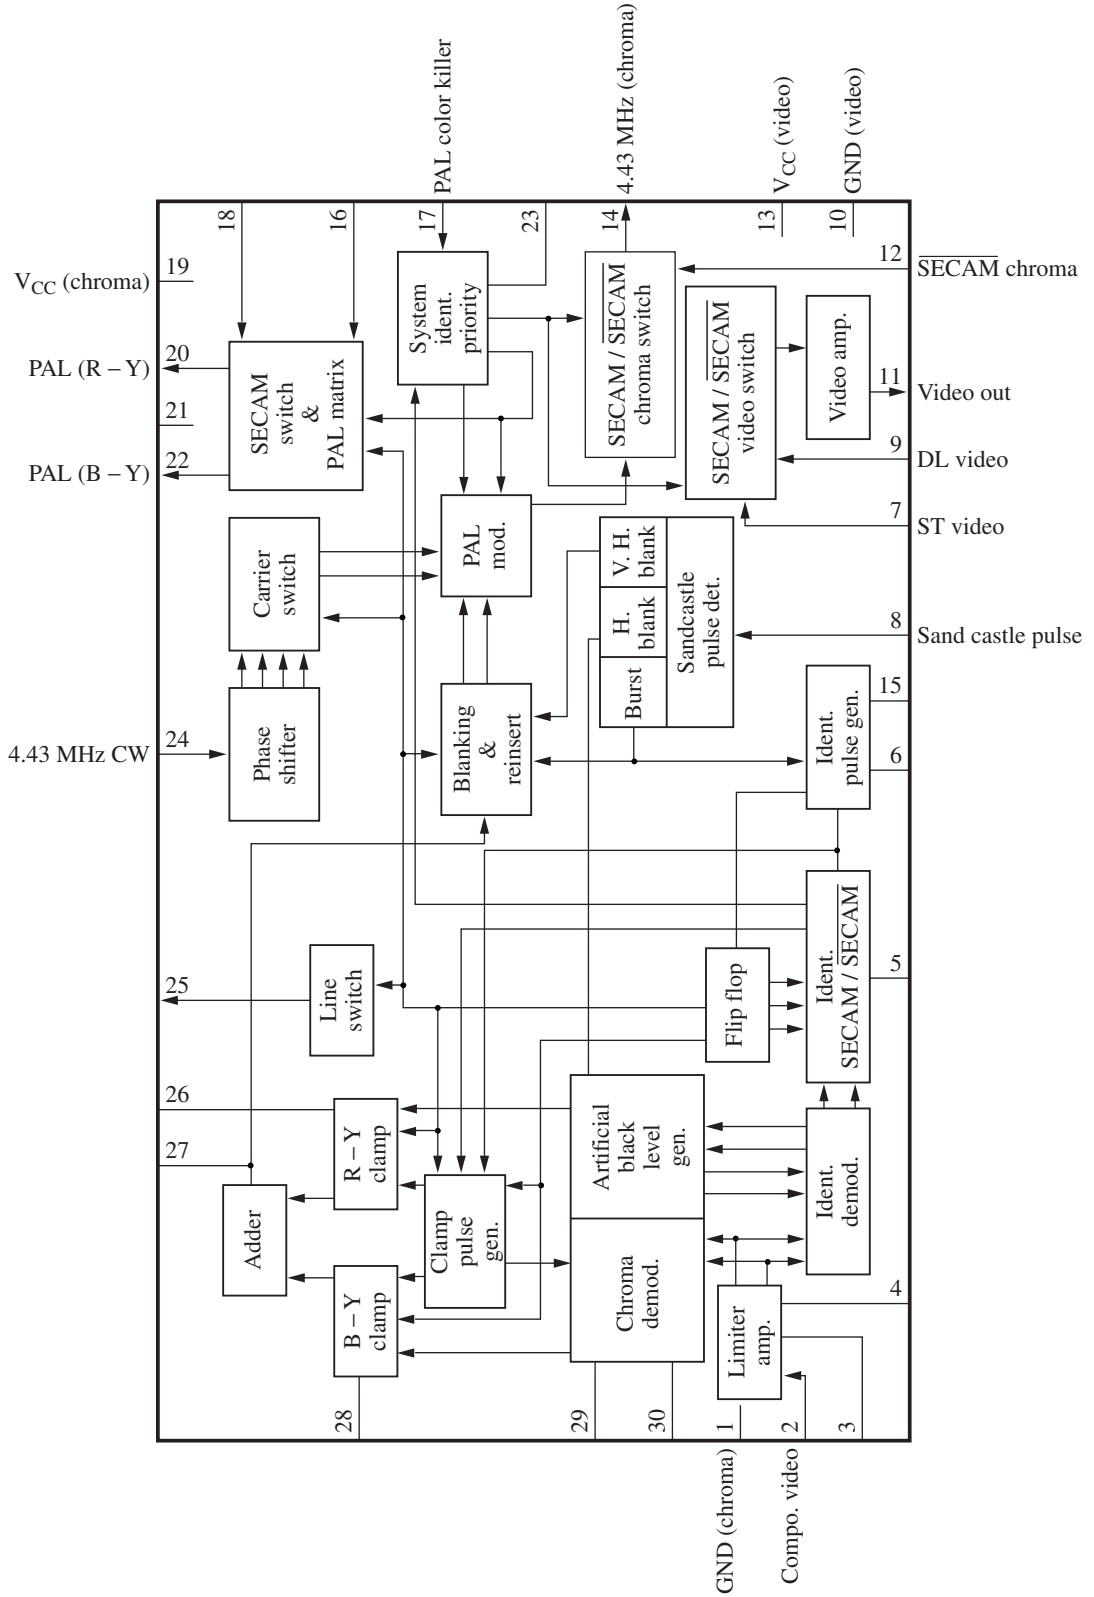 PAL color killer
4.43 MHz (chroma)
VCC (video)
GND (video)
18
16
17
23
14
13
10
VCC (chroma)
19
PAL (R – Y)
20
21
PAL (B – Y)
22
4.43 MHz CW
24
25
26
27
28
29
30
1
2
3
GND (chroma)
Compo. video
12
SECAM chroma
11
Video out
9
DL video
7
ST video
8
Sand castle pulse
15
6
5
4
SECAM
switch
&
PAL matrix
System
ident.
priority
SECAM / SECAM
chroma switch
SECAM / SECAM
video switch
Video amp.
Carrier
switch
PAL
mod.
V. H.
blank
H.
blank
Burst
Sandcastle
pulse det.
Phase
shifter
Blanking
&
reinsert
Ident.
pulse gen.
Line
switch
Flip flop
Ident.
SECAM / SECAM
R – Y
clamp
Adder
B – Y
clamp
Clamp
pulse
gen.
Artificial
black
level
gen.
Chroma
demod.
Ident.
demod.
Limiter
amp.